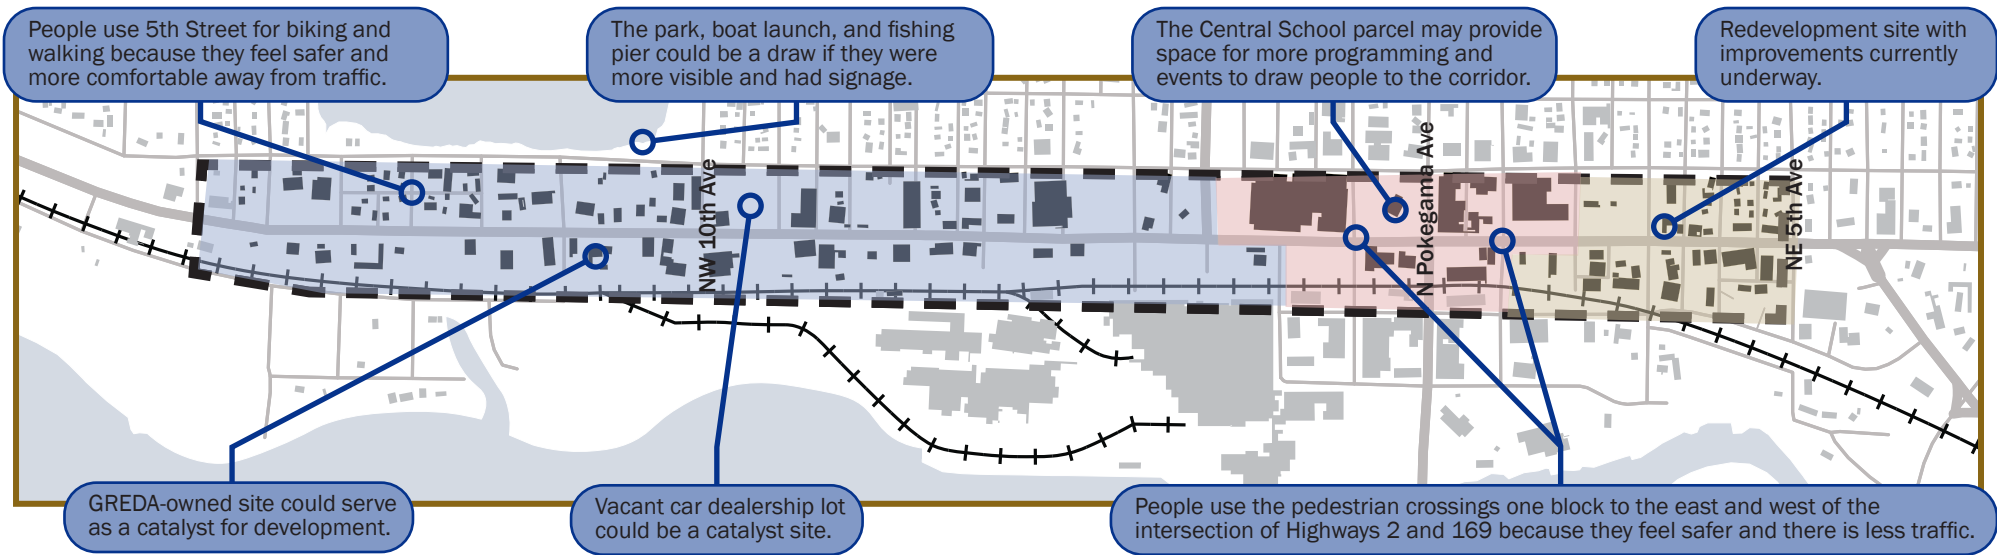 People use 5th Street for biking and
walking because they feel safer and
more comfortable away from traffic.
The park, boat launch, and fishing
pier could be a draw if they were
more visible and had signage.
The Central School parcel may provide
space for more programming and
events to draw people to the corridor.
Redevelopment site with
improvements currently
underway.
NW 10th Ave
N Pokegama Ave
NE 5th Ave
GREDA-owned site could serve
as a catalyst for development.
Vacant car dealership lot
could be a catalyst site.
People use the pedestrian crossings one block to the east and west of the
intersection of Highways 2 and 169 because they feel safer and there is less traffic.